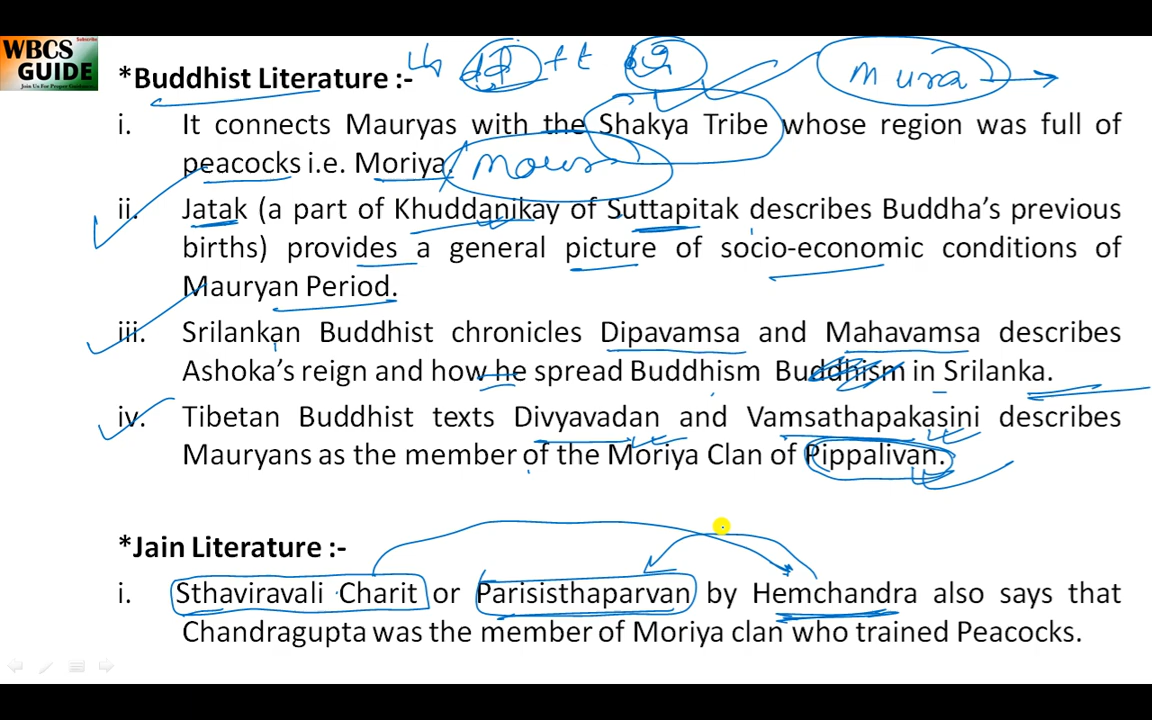 Subscribe
WBCS
GUIDE
*Buddhist Literature :-
mura
i. It connects Mauryas with the Shakya Tribe whose region was full of
peacocks i.e. Moriya.
ii. Jatak (a part of Khuddanikay of Suttapitak describes Buddha's previous
births) provides a general picture of socio-economic conditions of
Mauryan Period.
iii. Srilankan Buddhist chronicles Dipavamsa and Mahavamsa describes
Ashoka's reign and how he spread Buddhism Buddhism in Srilanka.
iv. Tibetan Buddhist texts Divyavadan and Vamsathapakasini describes
Mauryans as the member of the Moriya Clan of Pippalivan.
*Jain Literature :-
i. Sthaviravali Charit or Parisisthaparvan by Hemchandra also says that
Chandragupta was the member of Moriya clan who trained Peacocks.